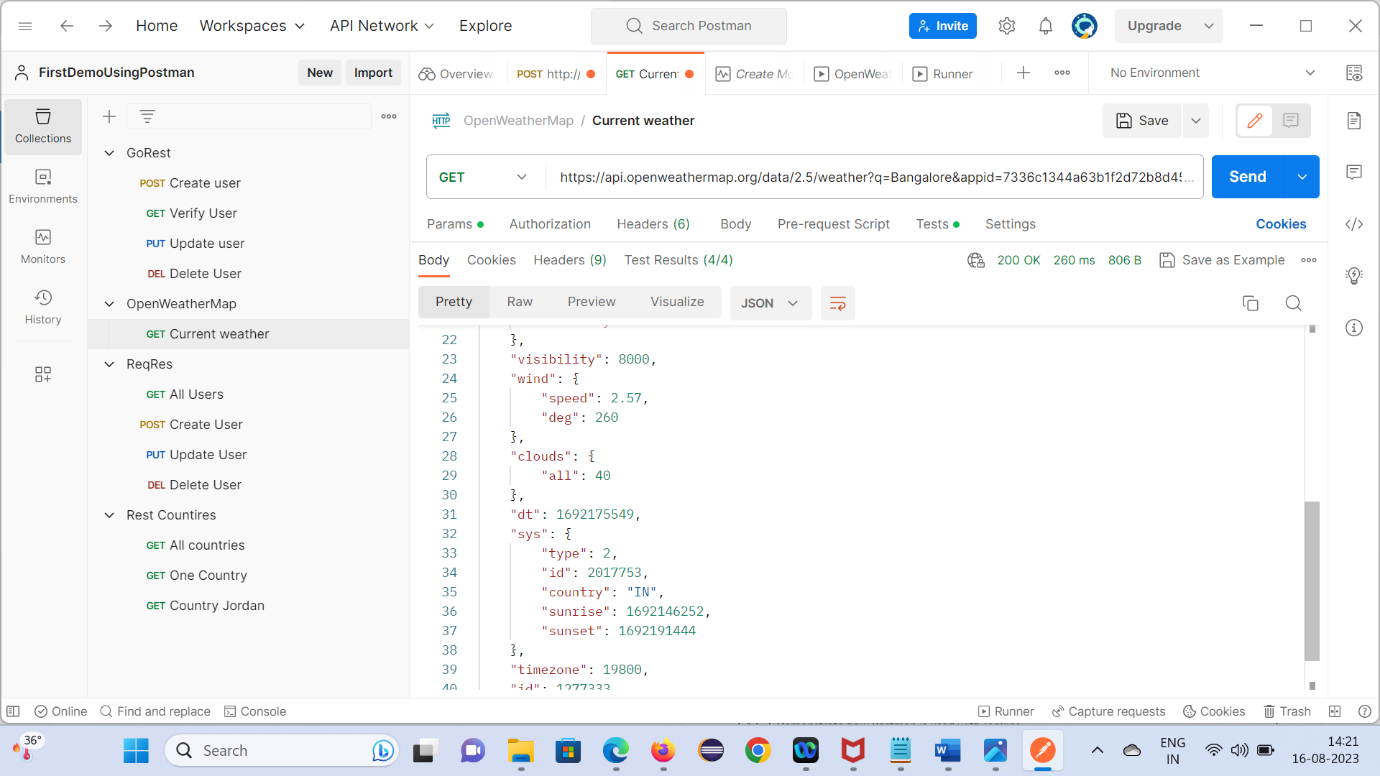 Home Workspaces API Network Explore Search Postman Invite Upgrade
FirstDemoUsingPostman New Import Overview POST http:/ GET Curren Create Mo OpenWeat Runner No Environment
Collections
Environments
Monitors
History
GoRest
POST Create user
GET Verify User
PUT Update user
DEL Delete User
OpenWeatherMap
GET Current weather
ReqRes
GET All Users
POST Create User
PUT Update User
DEL Delete User
Rest Countires
GET All countries
GET One Country
GET Country Jordan
HTTP OpenWeatherMap / Current weather Save
GET https://api.openweathermap.org/data/2.5/weather?q=Bangalore&appid=7336c1344a63b1f2d72b8d45... Send
Params Authorization Headers (6) Body Pre-request Script Tests Settings Cookies
Body Cookies Headers (9) Test Results (4/4) 200 OK 260 ms 806 B Save as Example
Pretty Raw Preview Visualize JSON
22 },
23 "visibility": 8000,
24 "wind": {
25 "speed": 2.57,
26 "deg": 260
27 },
28 "clouds": {
29 "all": 40
30 },
31 "dt": 1692175549,
32 "sys": {
33 "type": 2,
34 "id": 2017753,
35 "country": "IN",
36 "sunrise": 1692146252,
37 "sunset": 1692191444
38 },
39 "timezone": 19800,
40 "id": 1277333
Online Find and replace Console Runner Capture requests Cookies Trash
36° Search ENG IN 14:21
16-08-2023